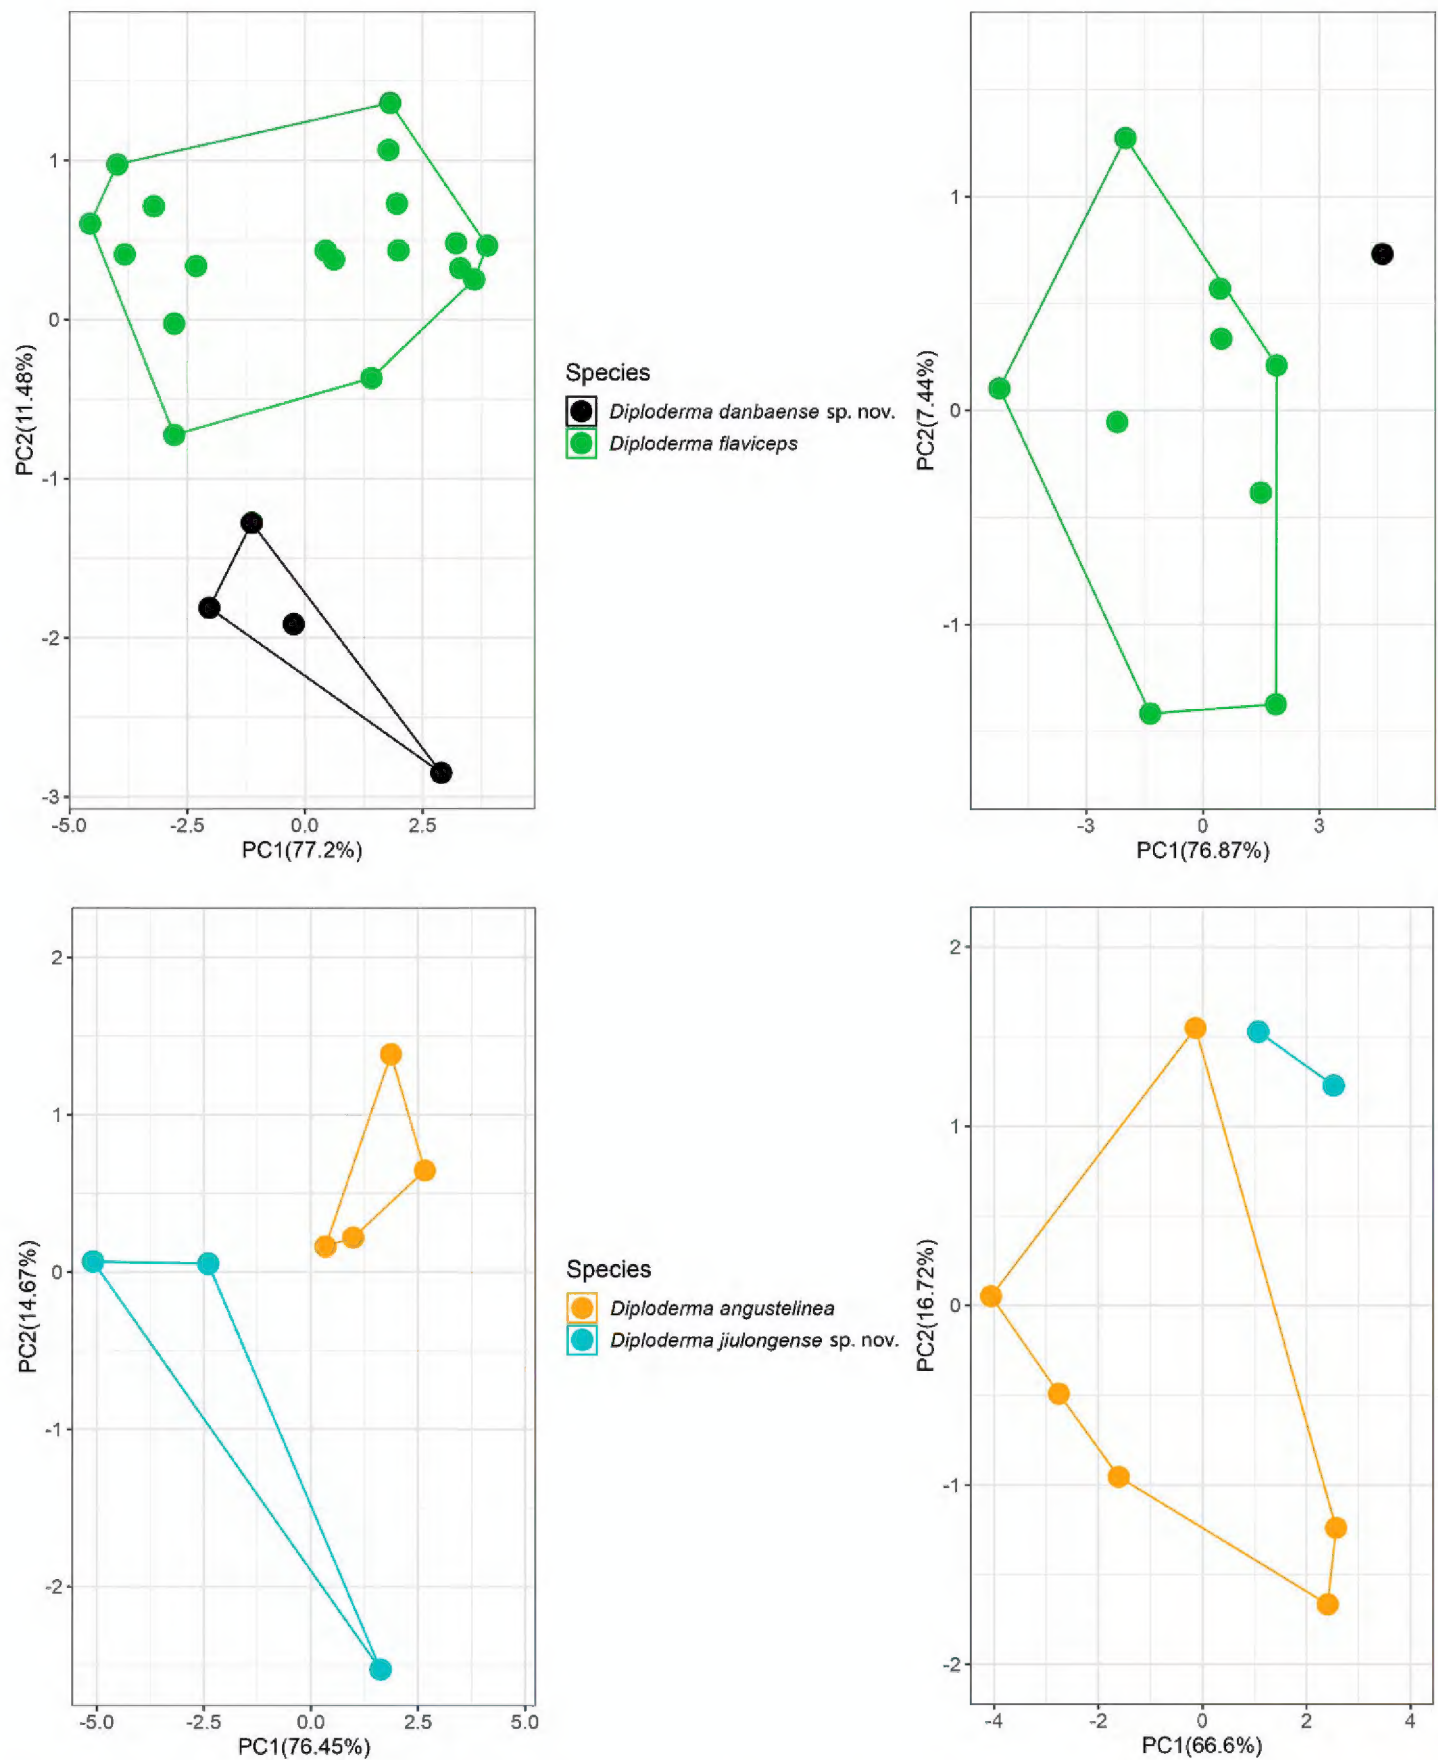 1
0
-1
-2
-3
PC2(11.48%)
-5.0 -2.5 0.0 2.5
PC1(77.2%)
Species
Diploderma danbaense sp. nov.
Diploderma flaviceps
1
0
-1
PC2(7.44%)
-3 0 3
PC1(76.87%)
2
1
0
-1
-2
PC2(14.67%)
-5.0 -2.5 0.0 2.5 5.0
PC1(76.45%)
Species
Diploderma angustelinea
Diploderma jiulongense sp. nov.
2
1
0
-1
-2
PC2(16.72%)
-4 -2 0 2 4
PC1(66.6%)